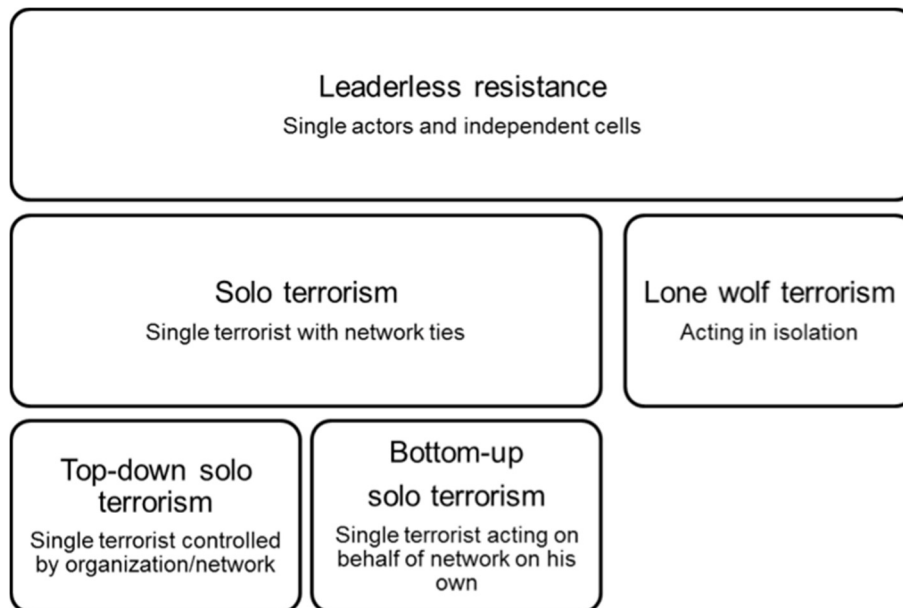 Leaderless resistance
Single actors and independent cells
Solo terrorism
Single terrorist with network ties
Lone wolf terrorism
Acting in isolation
Top-down solo
terrorism
Single terrorist controlled
by organization/network
Bottom-up
solo terrorism
Single terrorist acting on
behalf of network on his
own